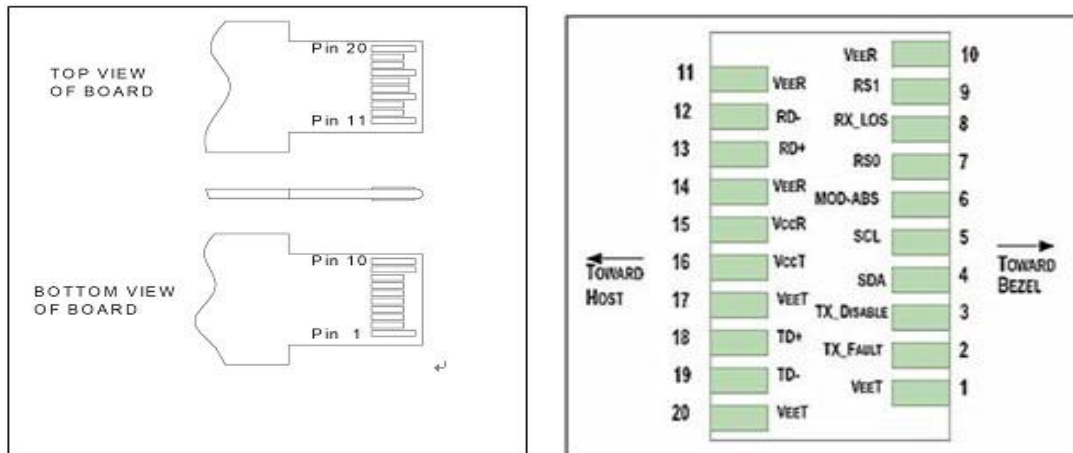 Pin 20
TOP VIEW
OF BOARD
Pin 11
Pin 10
BOTTOM VIEW
OF BOARD
Pin 1
VEER 10
11 VEER
RS1 9
12 RD-
RX_LOS 8
13 RD+
RS0 7
14 VEER
MOD-ABS 6
15 VCCR
SCL 5
16 VCCT
TOWARD
HOST
TOWARD
BEZEL
SDA 4
17 VEET
TX_DISABLE 3
18 TD+
TX_FAULT 2
19 TD-
VEET 1
20 VEET